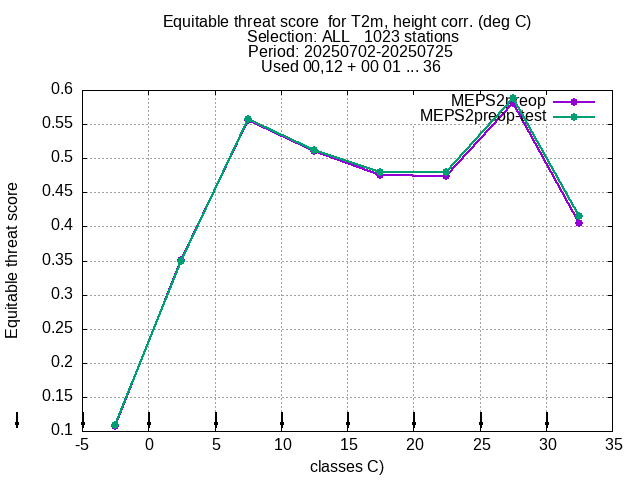 Equitable threat score  for T2m, height corr. (deg C)
Selection: ALL   1023 stations
Period: 20250702-20250725
Used 00,12 + 00 01 ... 36
MEPS2preop
MEPS2preop-test
Equitable threat score
0.6
0.55
0.5
0.45
0.4
0.35
0.3
0.25
0.2
0.15
0.1
-5 0 5 10 15 20 25 30 35
classes C)